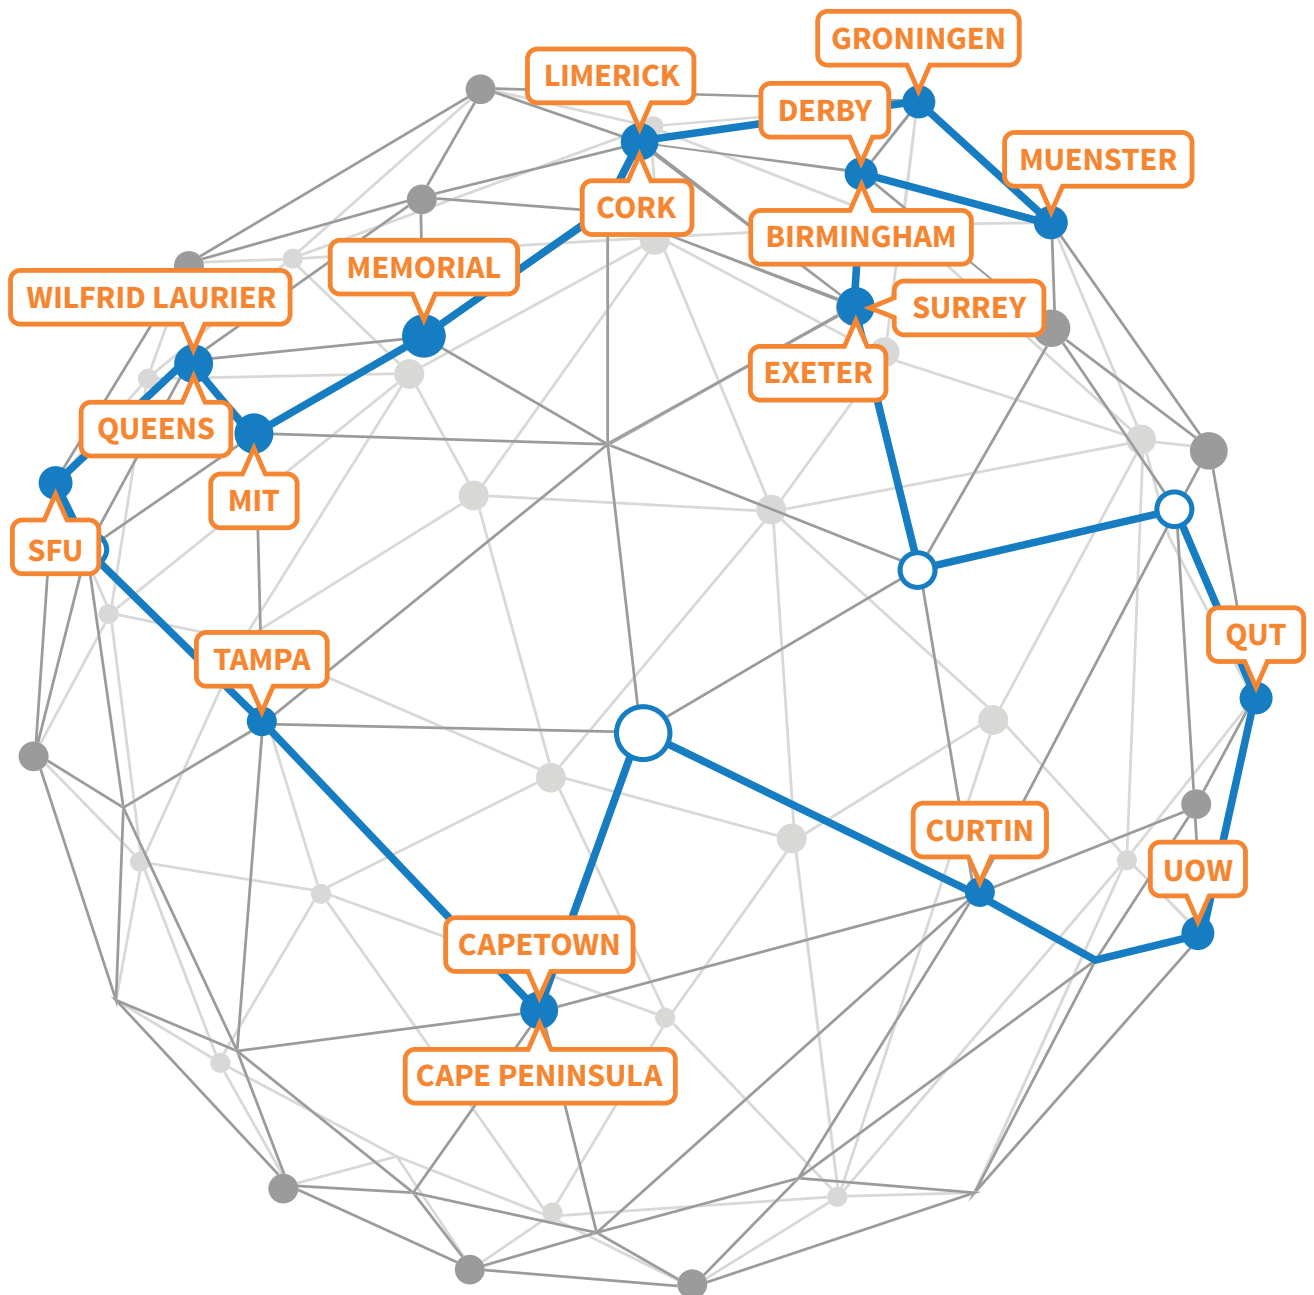 GRONINGEN
LIMERICK
DERBY
MUENSTER
CORK
BIRMINGHAM
MEMORIAL
WILFRID LAURIER
SURREY
EXETER
QUEENS
MIT
SFU
QUT
TAMPA
CURTIN
UOW
CAPETOWN
CAPE PENINSULA